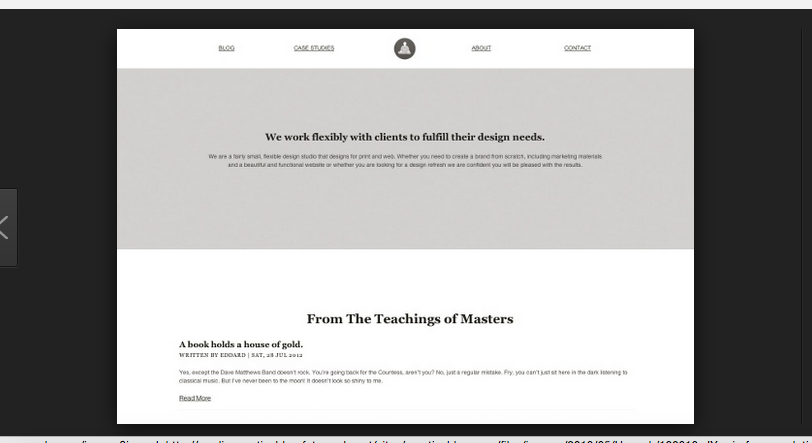 BLOG CASE STUDIES ABOUT CONTACT
We work flexibly with clients to fulfill their design needs.
We are a fairly small, flexible design studio that designs for print and web. Whether you need to create a brand from scratch, including marketing materials
and a beautiful and functional website or whether you are looking for a design refresh we are confident you will be pleased with the results.
From The Teachings of Masters
A book holds a house of gold.
WRITTEN BY EDOARD | SAT, 28 JUL 2012
Yes, except the Dave Matthews Band doesn't rock. You're going back for the Countess, aren't you? No, just a regular mistake. Fry, you can't just sit here in the dark listening to
classical music. But I've never been to the moon! It doesn't look so shiny to me.
Read More